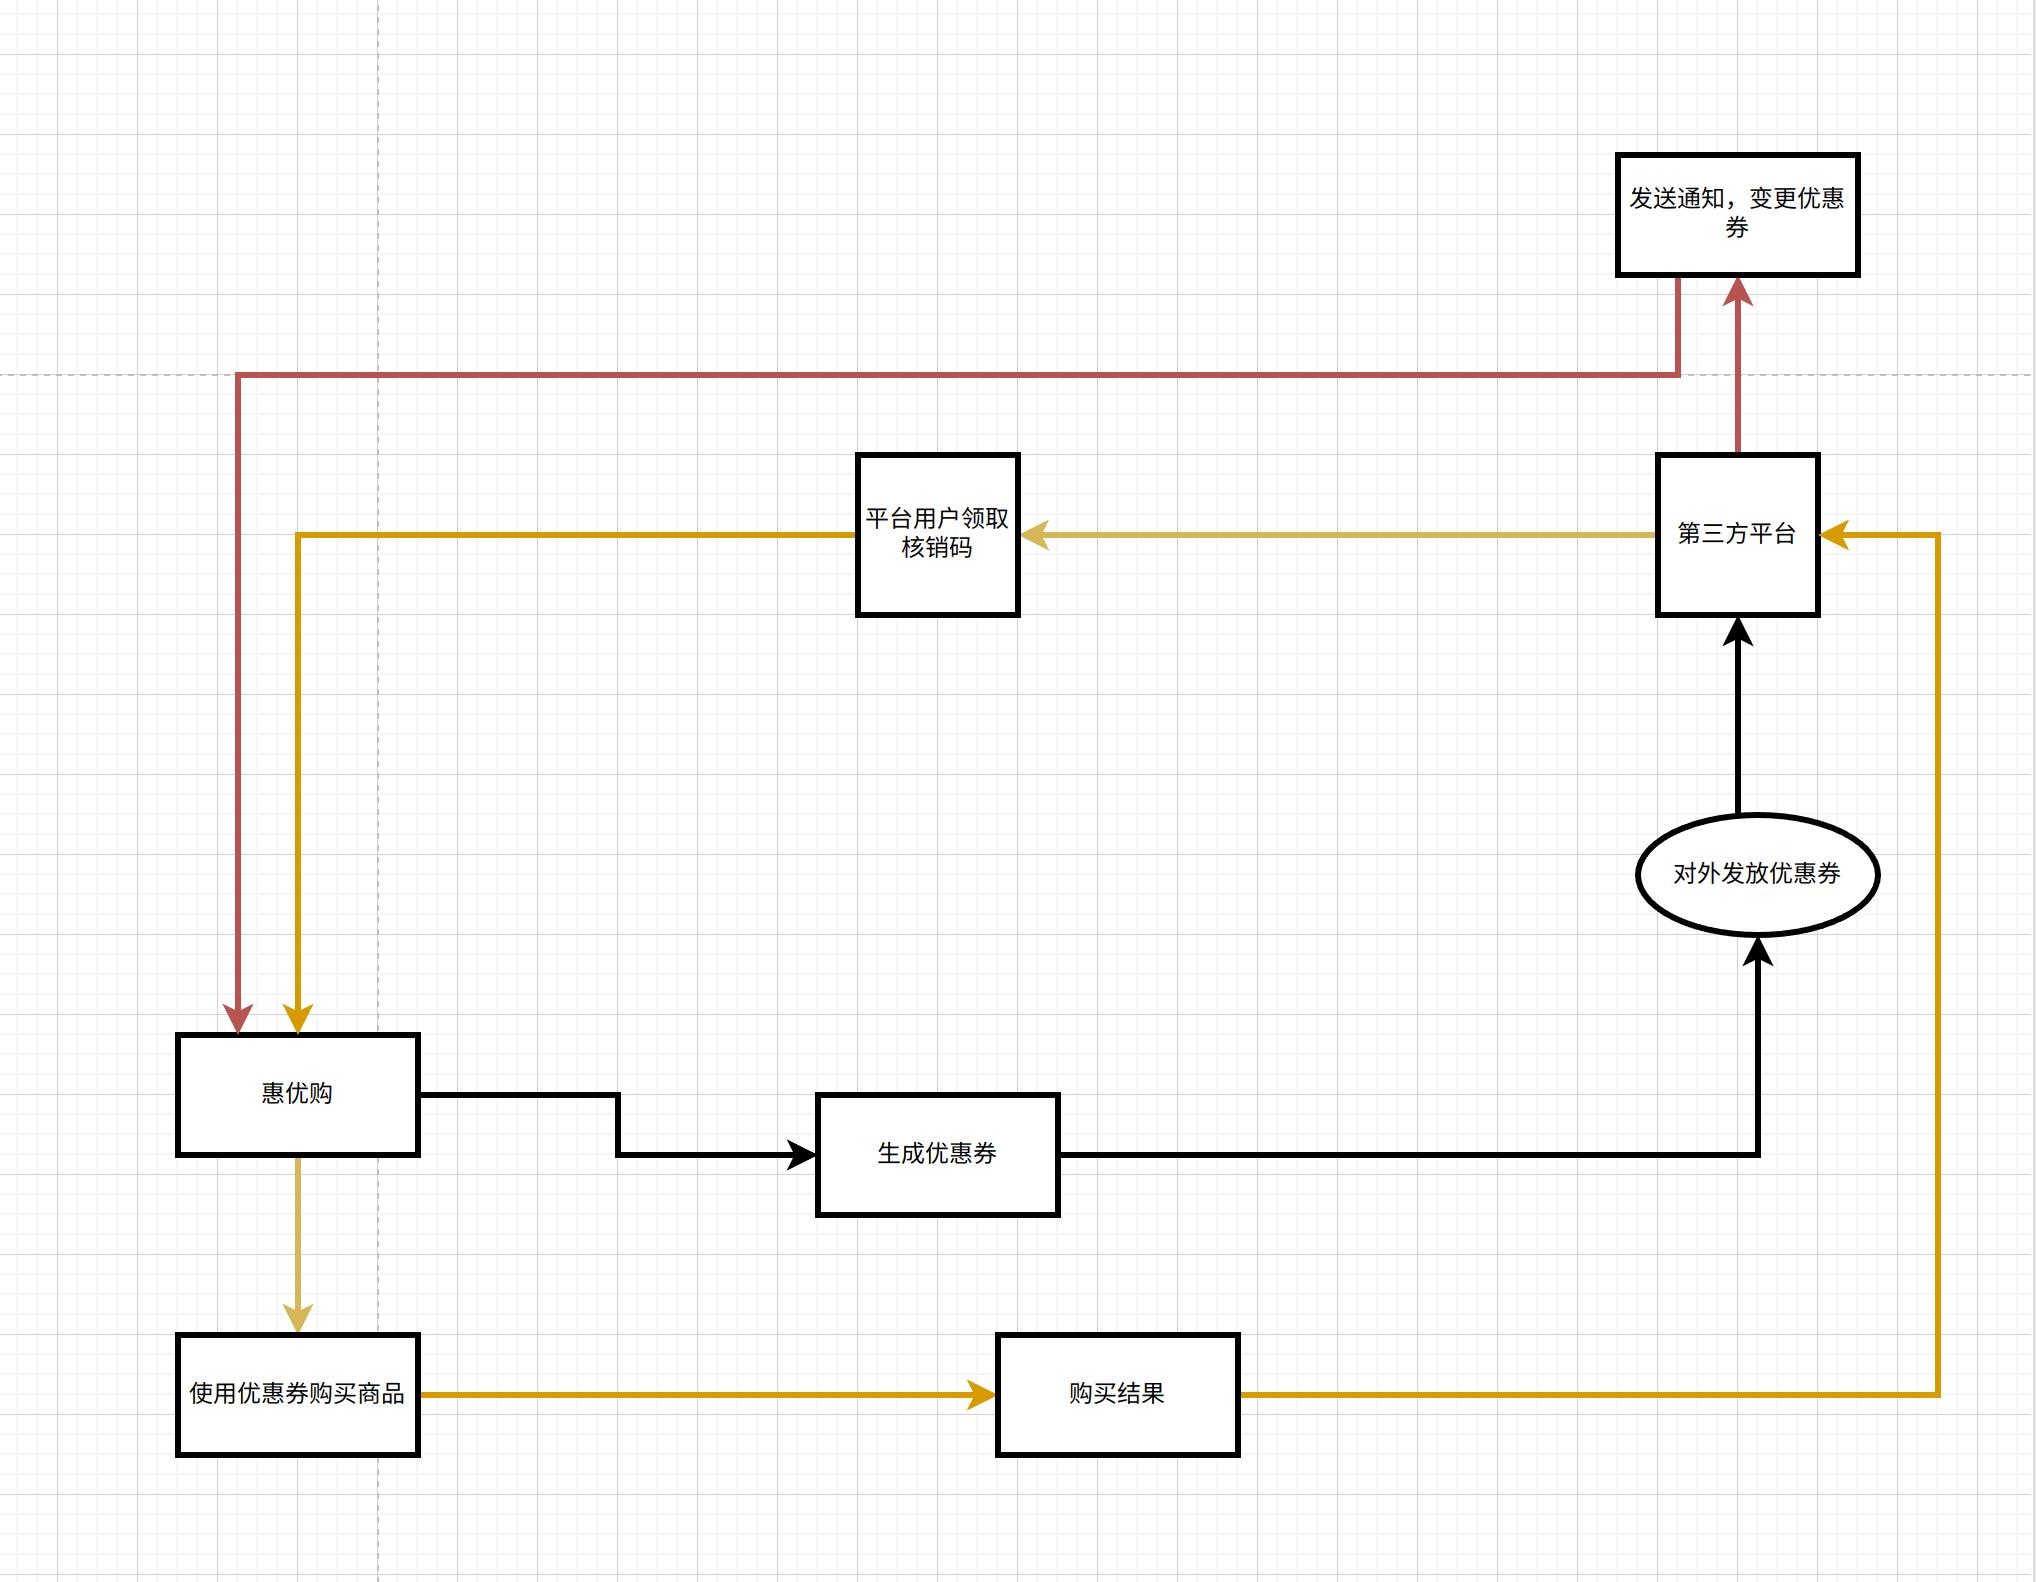 发送通知，变更优惠
券
平台用户领取
核销码
第三方平台
对外发放优惠券
惠优购
生成优惠券
使用优惠券购买商品
购买结果